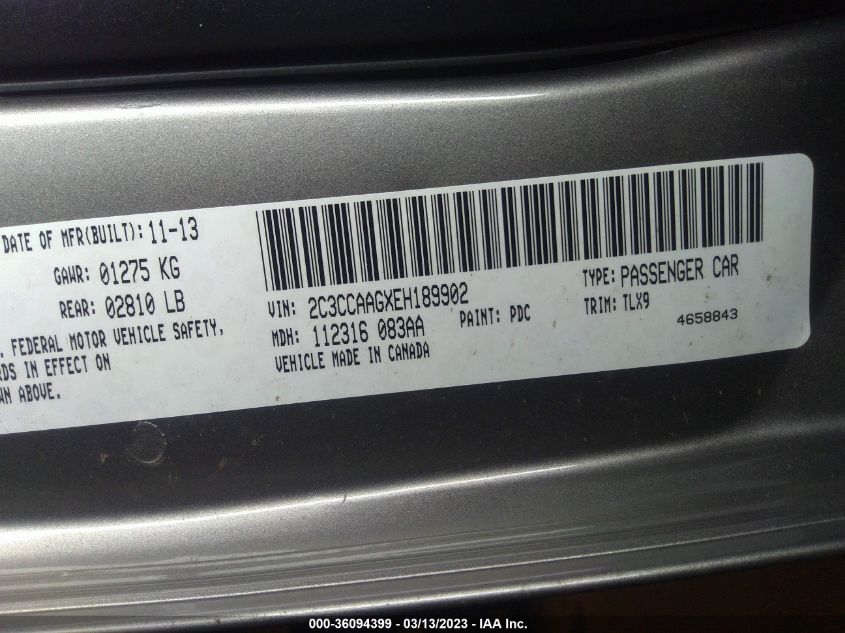 DATE OF MFR(BUILT): 11-13
GAWR: 01275 KG
REAR: 02810 LB
. FEDERAL MOTOR VEHICLE SAFETY,
RDS IN EFFECT ON
WN ABOVE.
VIN: 2C3CCAAGXEH189902
TYPE: PASSENGER CAR
MDH: 112316 083AA
PAINT: PDC
TRIM: TLX9
VEHICLE MADE IN CANADA
4658843
000-36094399 — 03/13/2023 — IAA Inc.